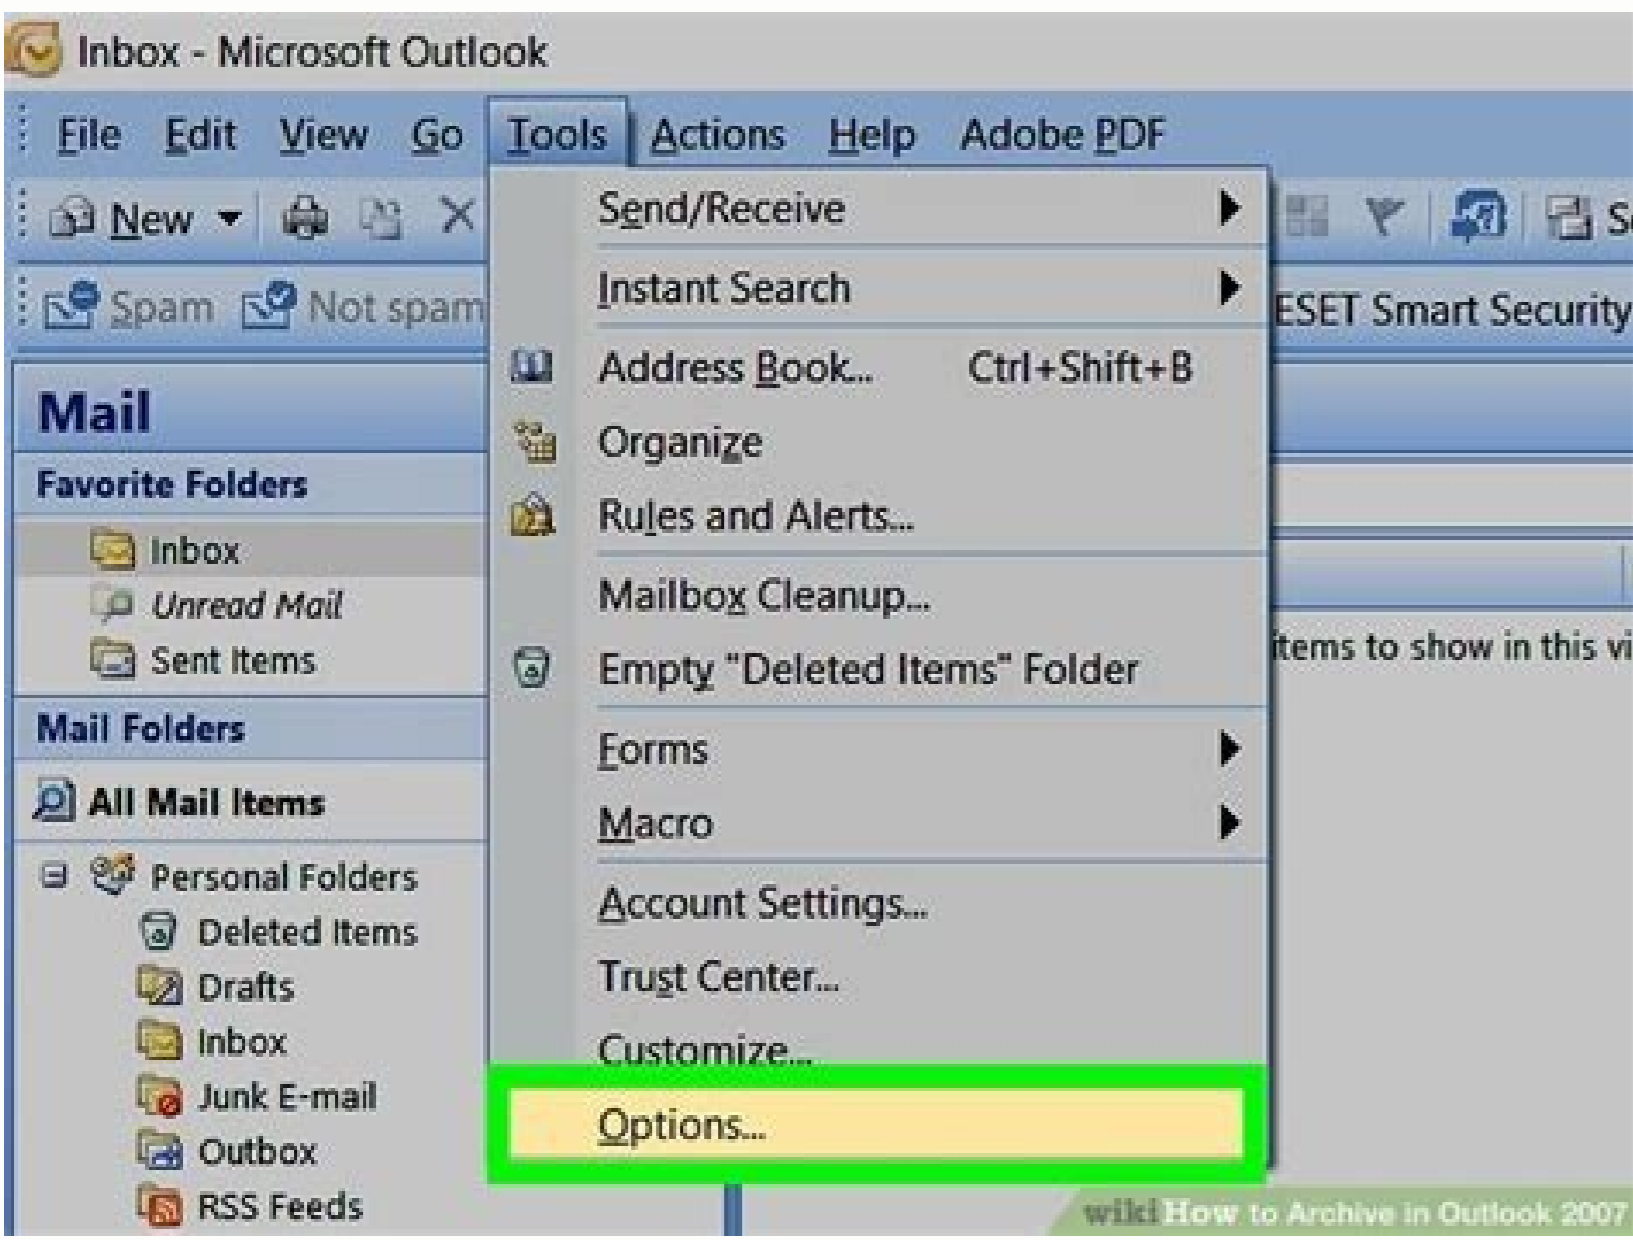 Inbox - Microsoft Outlook
File Edit View Go Tools Actions Help Adobe PDF
New
Spam Not spam
ESET Smart Security
Send/Receive
Instant Search
Address Book... Ctrl+Shift+B
Organize
Rules and Alerts...
Mailbox Cleanup...
Empty "Deleted Items" Folder
Forms
Macro
Account Settings...
Trust Center...
Customize...
Options...
Mail
Favorite Folders
Inbox
Unread Mail
Sent Items
Mail Folders
All Mail Items
Personal Folders
Deleted Items
Drafts
Inbox
Junk E-mail
Outbox
RSS Feeds
items to show in this vi
wikiHow to Archive in Outlook 2007